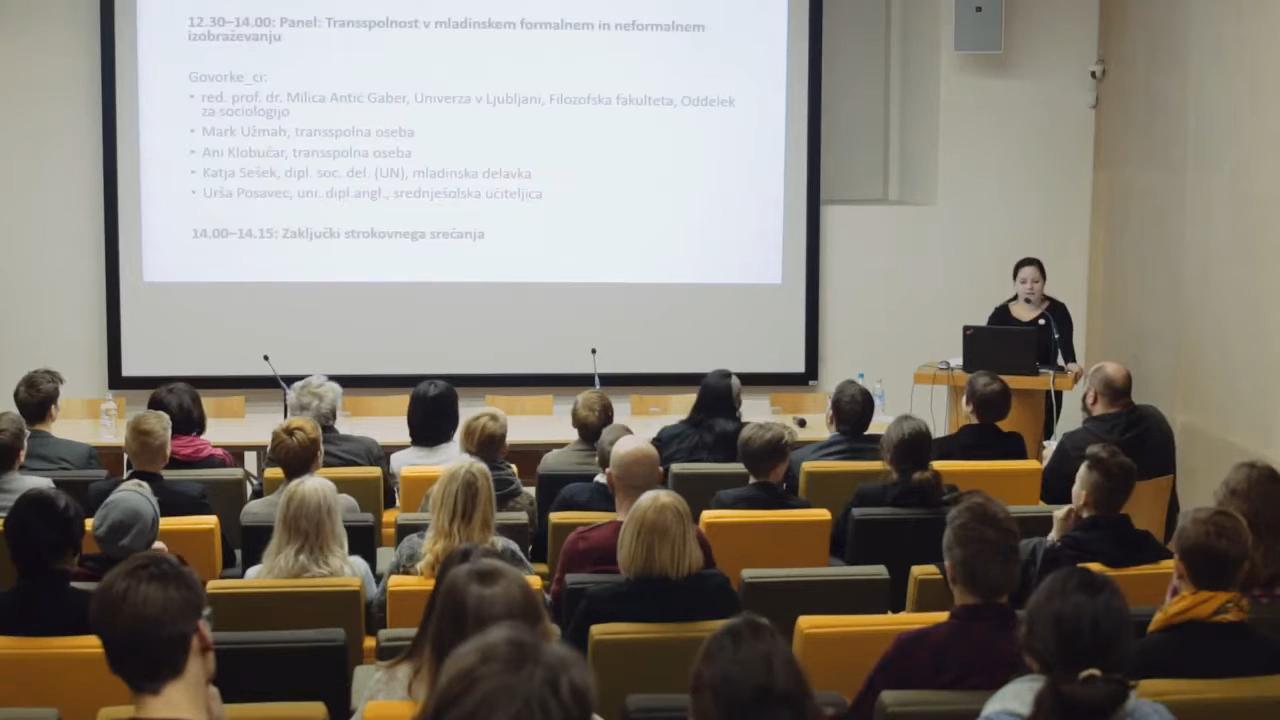 12.30–14.00: Panel: Transspolnost v mladinskem formalnem in neformalnem
izobraževanju
Govorke_ci:
• red. prof. dr. Milica Antić Gaber, Univerza v Ljubljani, Filozofska fakulteta, Oddelek
za sociologijo
• Mark Užmah, transspolna oseba
• Ani Klobučar, transspolna oseba
• Katja Sešek, dipl. soc. del. (UN), mladinska delavka
• Urša Posavec, uni. dipl.angl., srednješolska učiteljica
14.00–14.15: Zaključki strokovnega srečanja